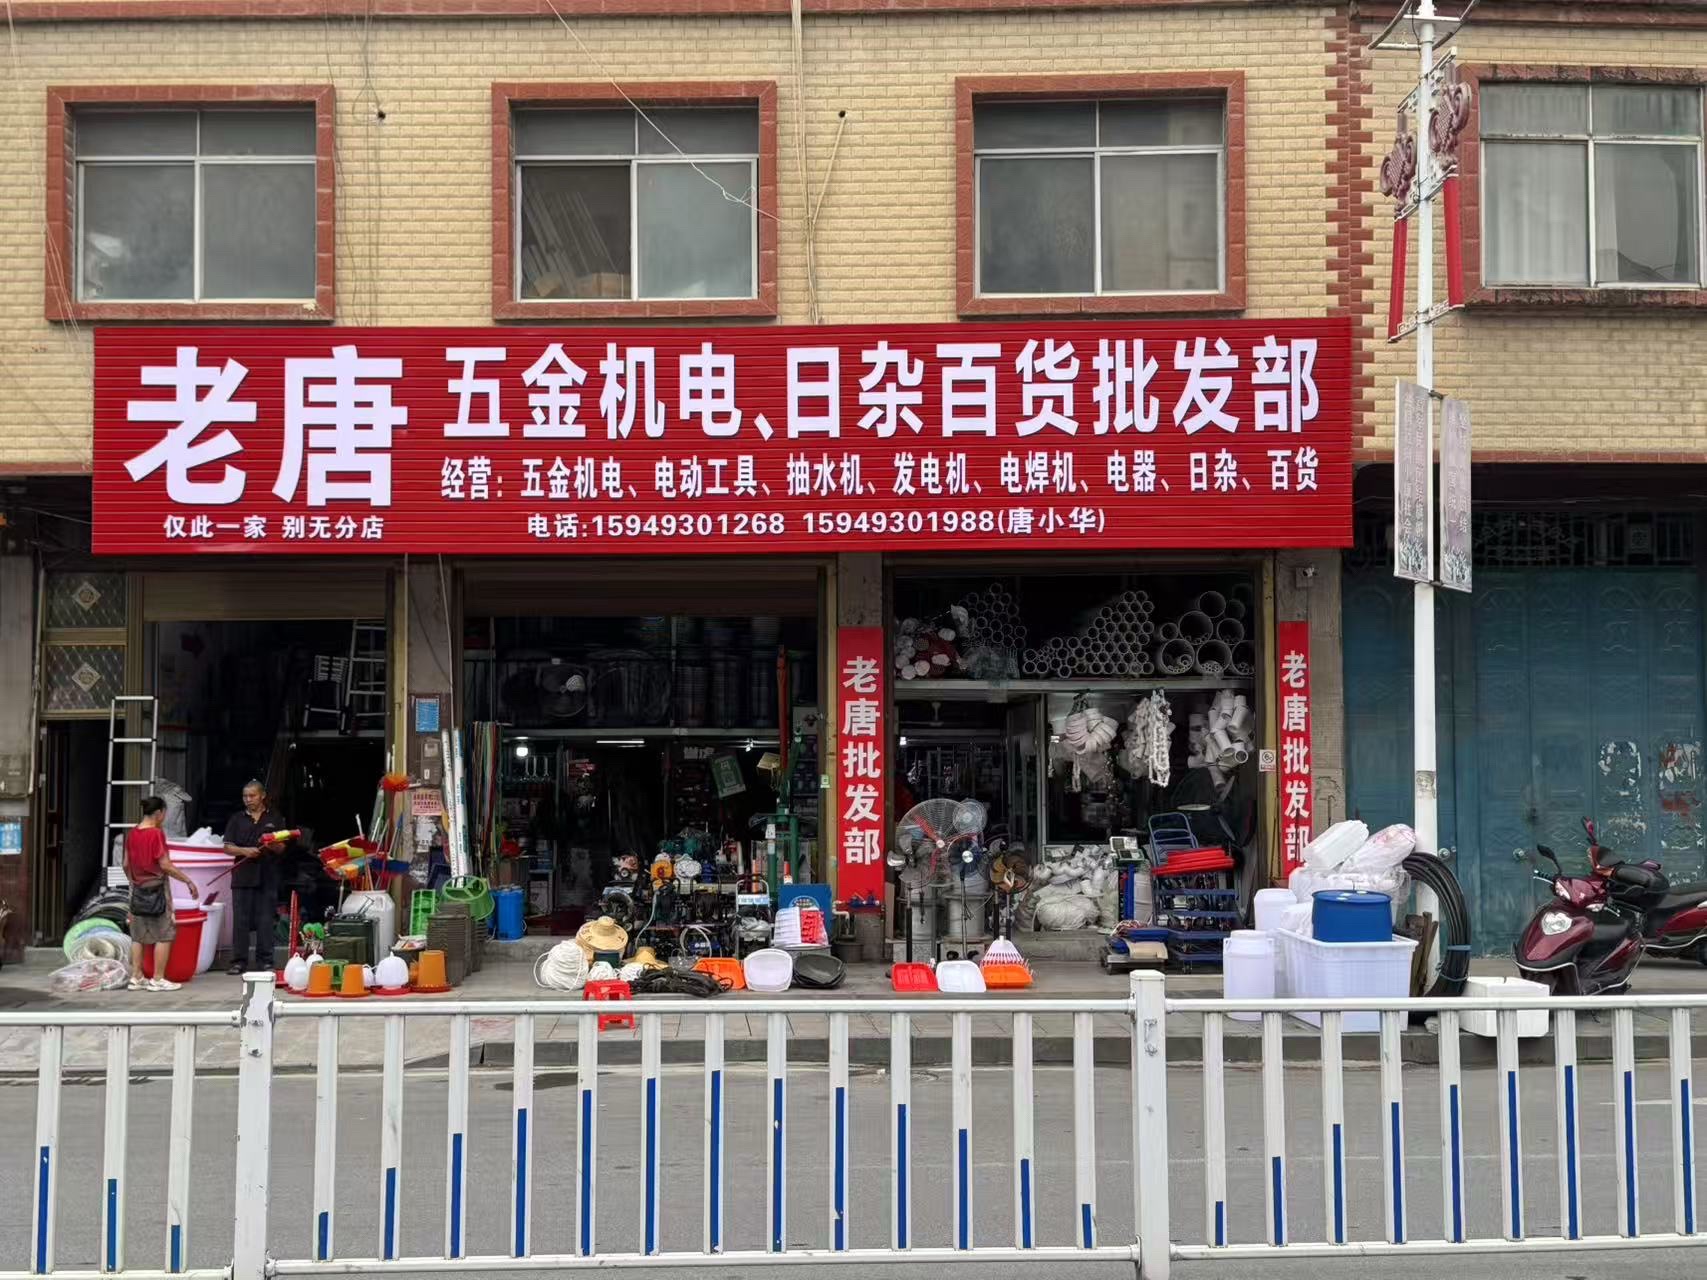 老唐
五金机电、日杂百货批发部
经营：五金机电、电动工具、抽水机、发电机、电焊机、电器、日杂、百货
仅此一家 别无分店
电话:15949301268 15949301988(唐小华)
老唐批发部
老唐批发部